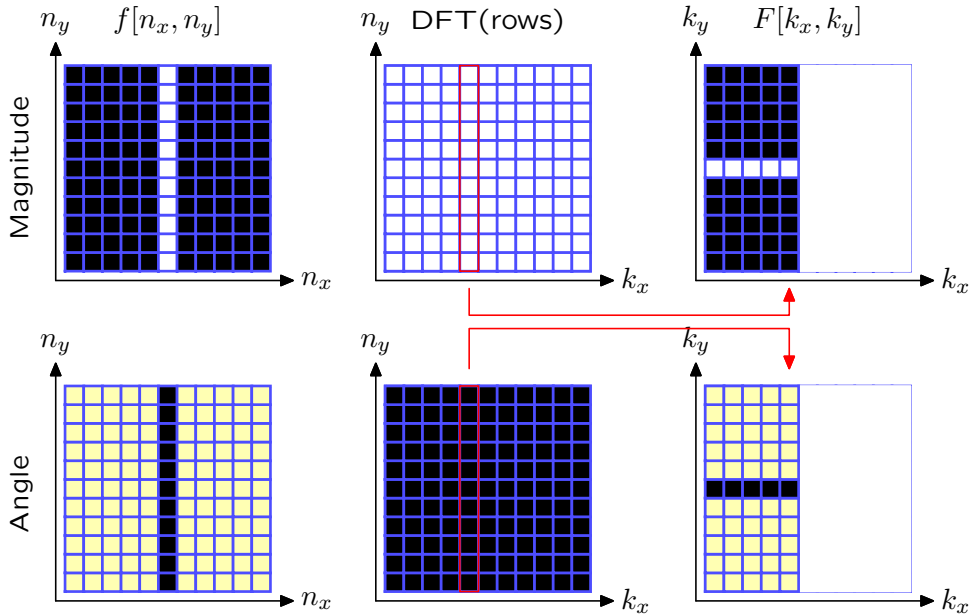 f[n_x, n_y]
DFT(rows)
F[k_x, k_y]
n_y
n_y
k_y
Magnitude
n_x
k_x
k_x
n_y
n_y
k_y
Angle
n_x
k_x
k_x